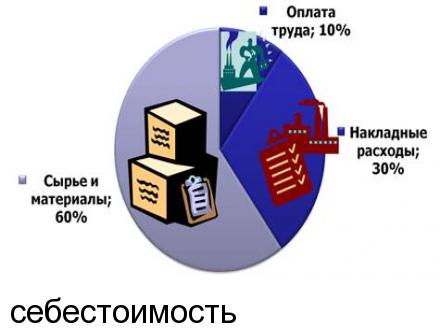 Оплата
труда; 10%
Накладные
расходы;
30%
Сырье и
материалы;
60%
себестоимость